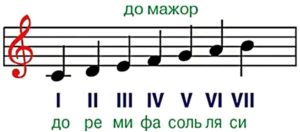 до мажор
I II III IV V VI VII
до ре ми фа соль ля си